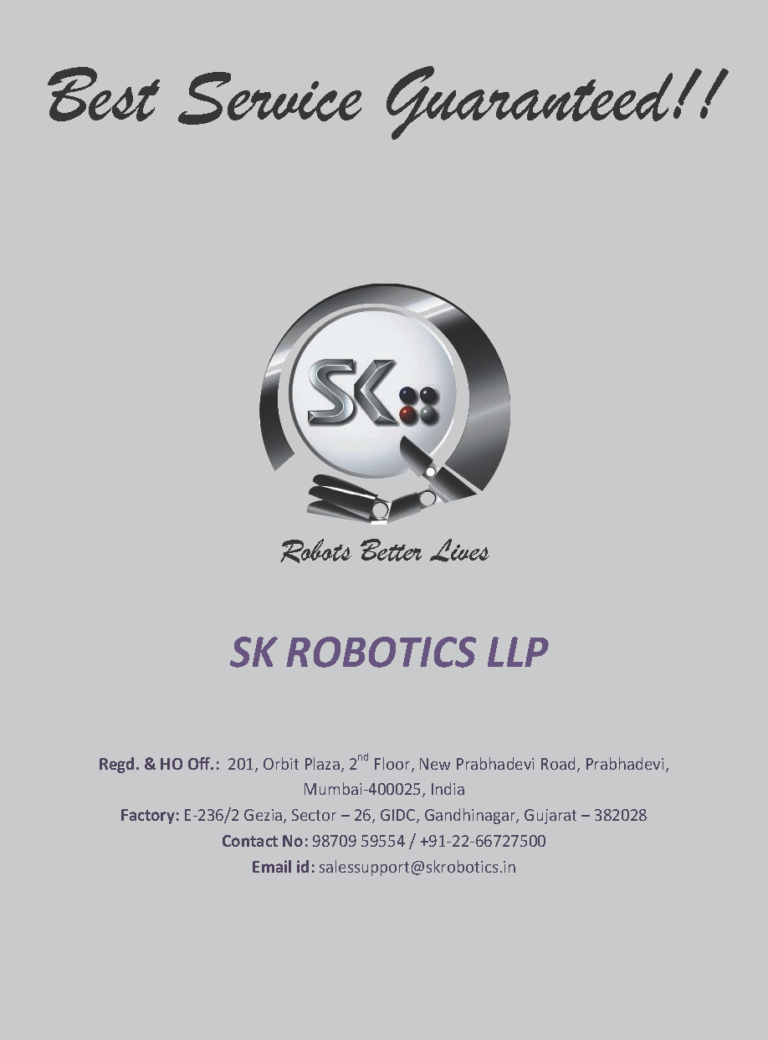 Best Service Guaranteed!!
SK
Robots Better Lives
SK ROBOTICS LLP
Regd. & HO Off.: 201, Orbit Plaza, 2nd Floor, New Prabhadevi Road, Prabhadevi,
Mumbai-400025, India
Factory: E-236/2 Gezia, Sector – 26, GIDC, Gandhinagar, Gujarat – 382028
Contact No: 98709 59554 / +91-22-66727500
Email id: salessupport@skrobotics.in